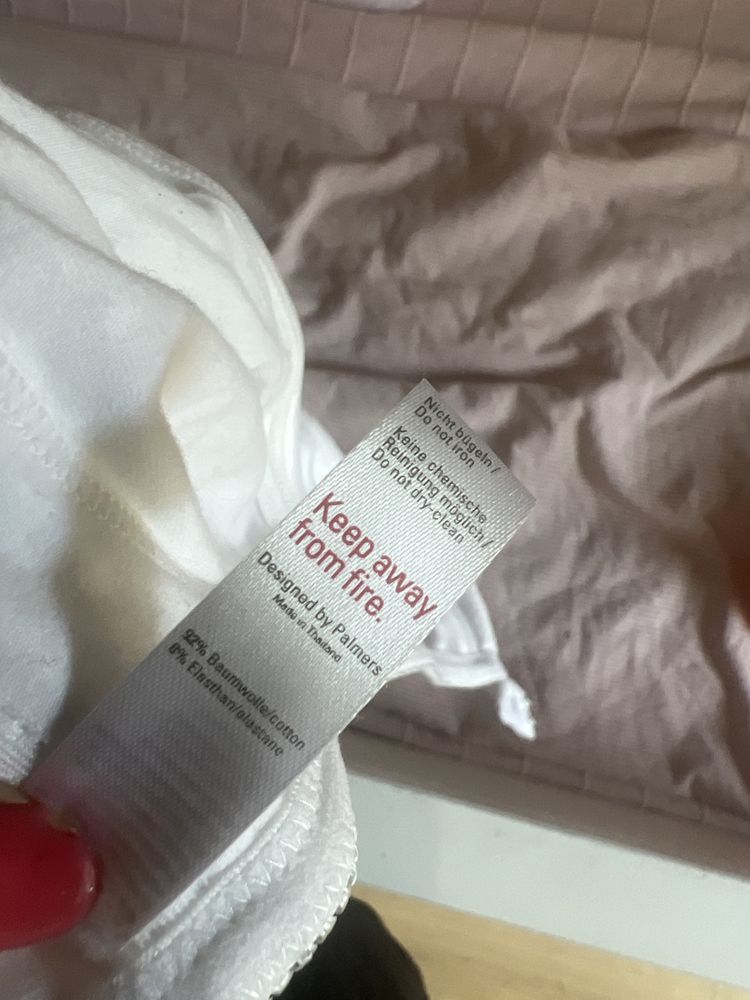 Nicht bügeln/
Do not iron
Keine chemische
Reinigung möglich/
Do not dry-clean
Keep away
from fire.
Designed by Palmers
Made in Thailand
92% Baumwolle/cotton
8% Elasthan/elastane